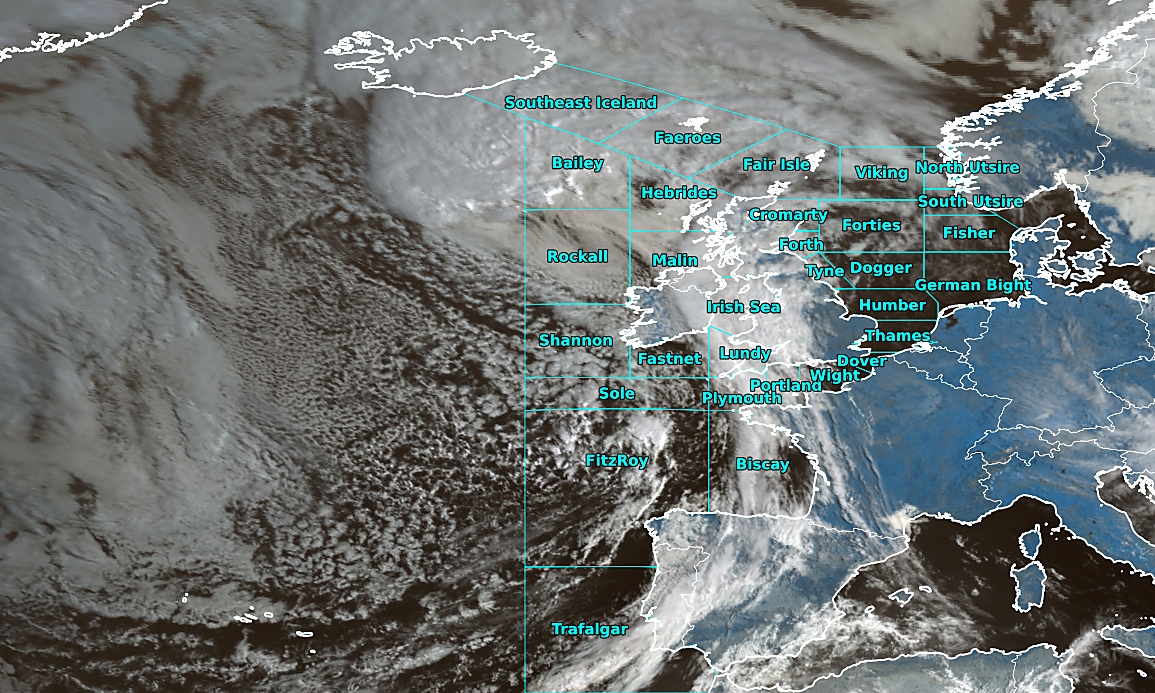 Southeast Iceland
Faeroes
Bailey
Fair Isle
Viking
North Utsire
Hebrides
South Utsire
Cromarty
Forties
Fisher
Forth
Rockall
Malin
Tyne
Dogger
German Bight
Irish Sea
Humber
Thames
Shannon
Fastnet
Lundy
Dover
Wight
Portland
Sole
Plymouth
FitzRoy
Biscay
Trafalgar